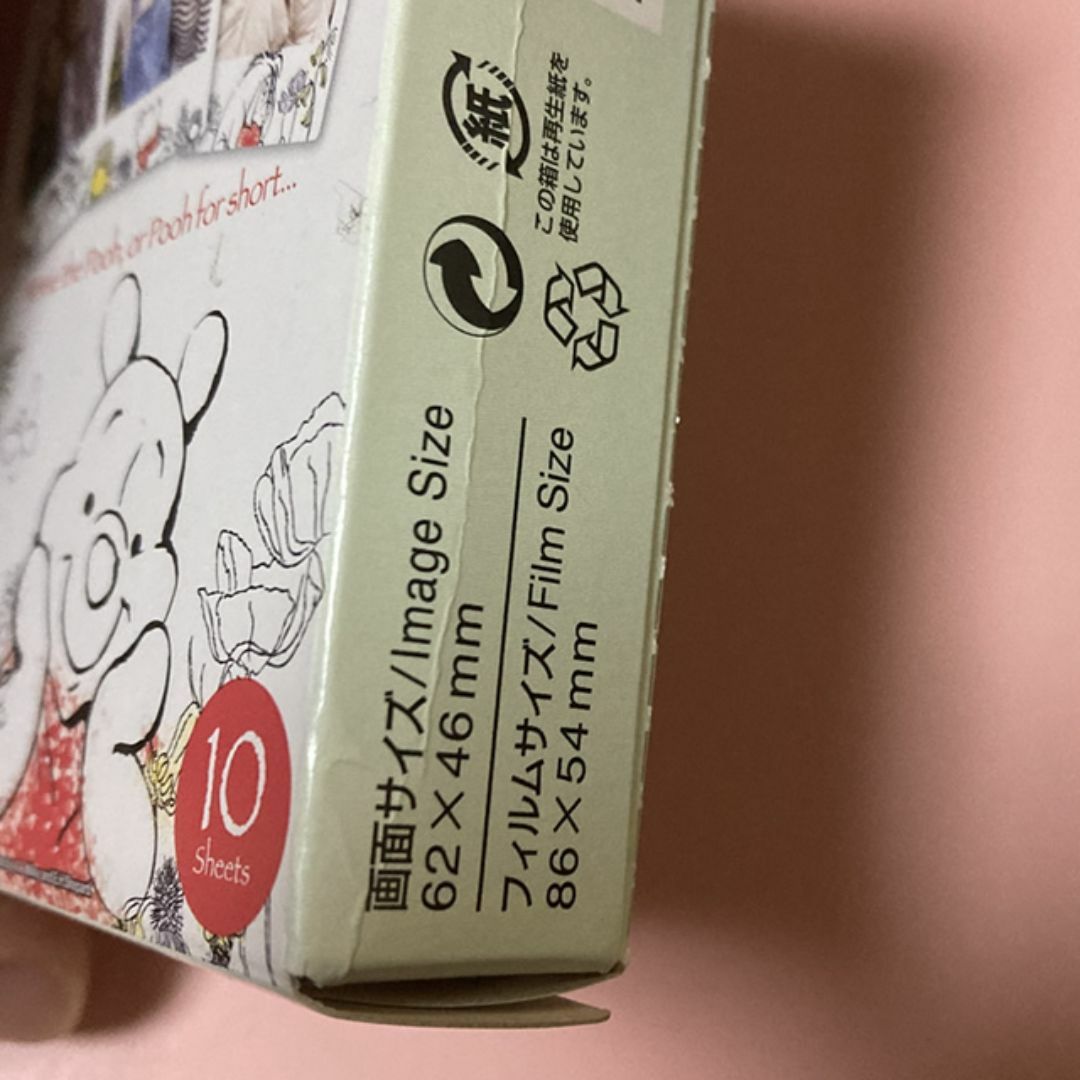 the Pooh, or Pooh for short...
10
Sheets
紙
この箱は再生紙を
使用しています。
画面サイズ/Image Size
62×46mm
フィルムサイズ/Film Size
86×54mm